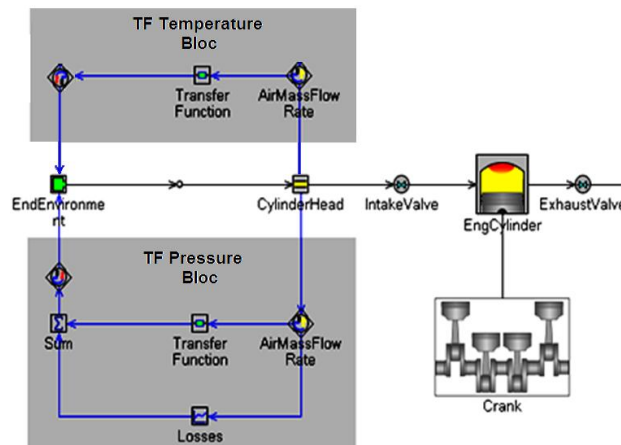 TF Temperature
Bloc
Transfer
Function
AirMassFlow
Rate
EndEnvironme
nt
CylinderHead
IntakeValve
EngCylinder
ExhaustValve
TF Pressure
Bloc
Sum
Transfer
Function
AirMassFlow
Rate
Losses
Crank